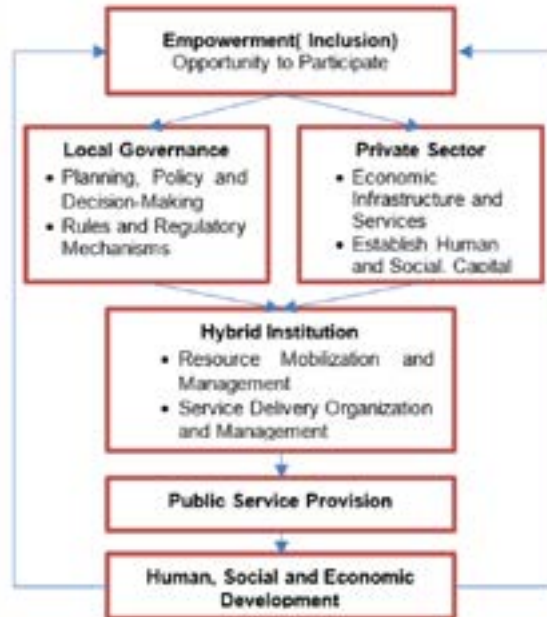 Empowerment( Inclusion)
Opportunity to Participate
Local Governance
• Planning, Policy and
Decision-Making
• Rules and Regulatory
Mechanisms
Private Sector
• Economic
Infrastructure and
Services
• Establish Human
and Social. Capital
Hybrid Institution
• Resource Mobilization and
Management
• Service Delivery Organization
and Management
Public Service Provision
Human, Social and Economic
Development